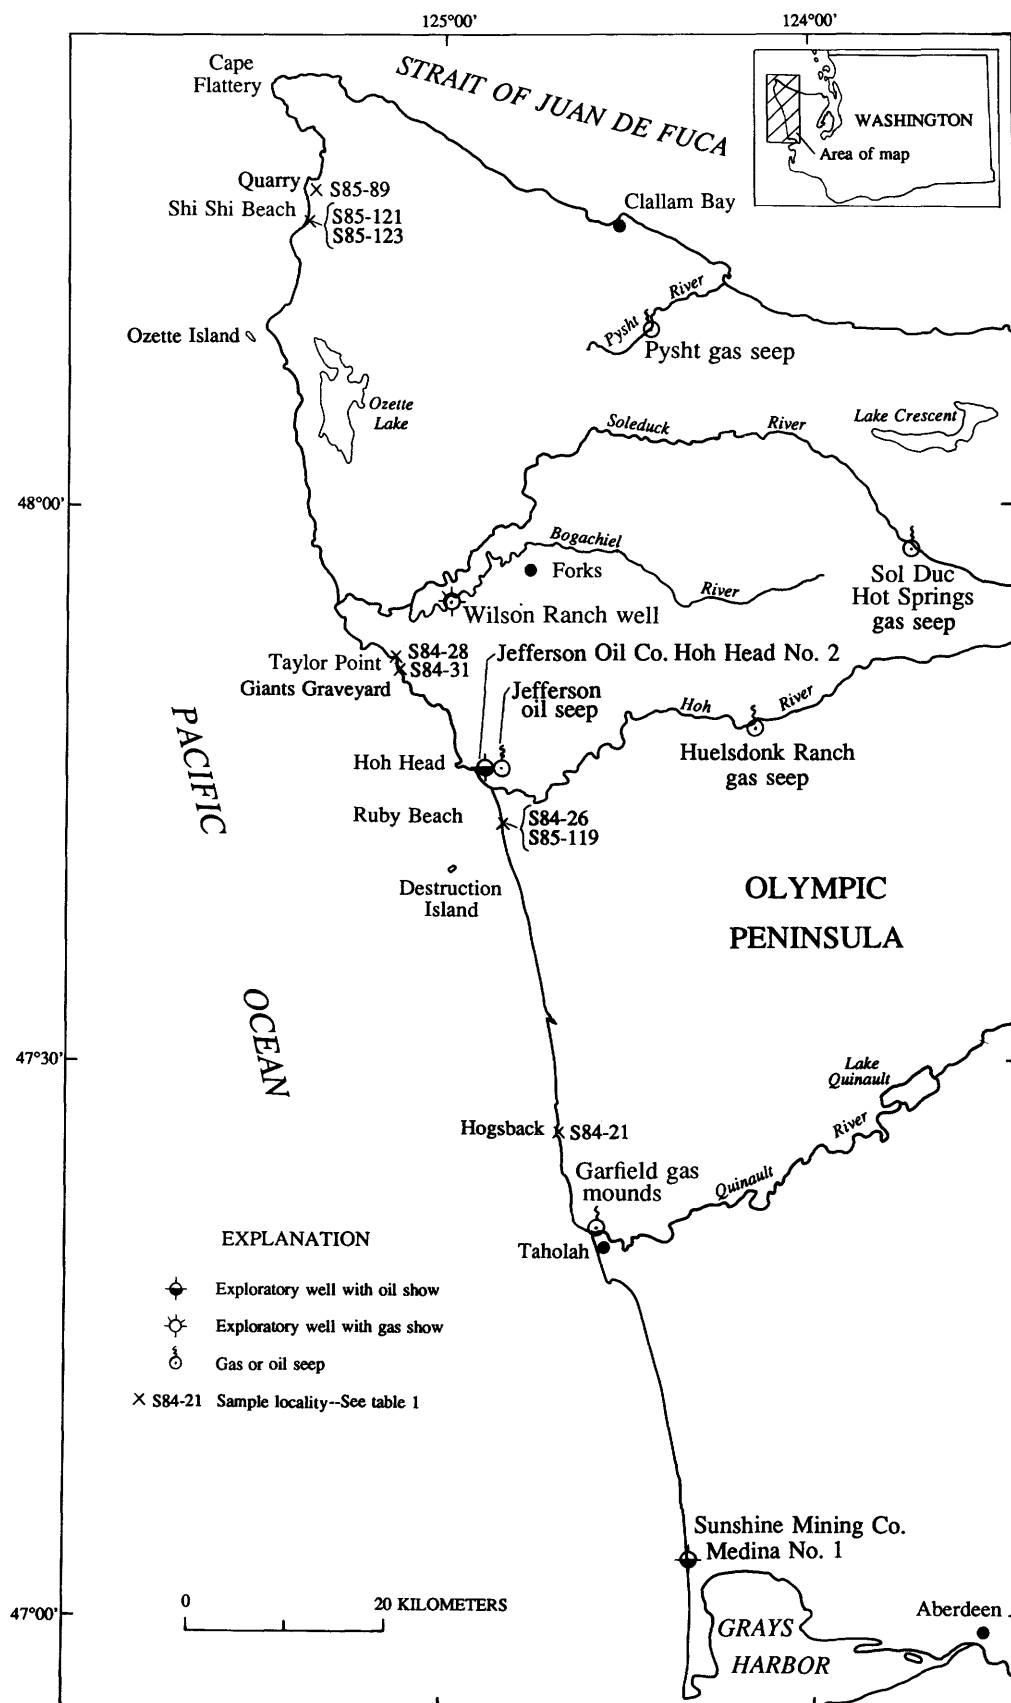 125°00'
124°00'
Cape
Flattery
STRAIT OF JUAN DE FUCA
WASHINGTON
Area of map
Quarry
S85-89
Shi Shi Beach
S85-121
S85-123
Clallam Bay
Pysht River
Ozette Island
Pysht gas seep
Ozette
Lake
Soleduck River
Lake Crescent
48°00'
Bogachiel River
Forks
Sol Duc
Hot Springs
gas seep
Wilson Ranch well
Taylor Point
S84-28
S84-31
Giants Graveyard
Jefferson Oil Co. Hoh Head No. 2
Jefferson
oil seep
Hoh River
Huelsdonk Ranch
gas seep
PACIFIC
OCEAN
Hoh Head
Ruby Beach
S84-26
S85-119
Destruction
Island
OLYMPIC
PENINSULA
47°30'
Lake
Quinault
Quinault River
Hogsback
S84-21
Garfield gas
mounds
Taholah
EXPLANATION
Exploratory well with oil show
Exploratory well with gas show
Gas or oil seep
S84-21 Sample locality--See table 1
Sunshine Mining Co.
Medina No. 1
47°00'
0 20 KILOMETERS
GRAYS
HARBOR
Aberdeen